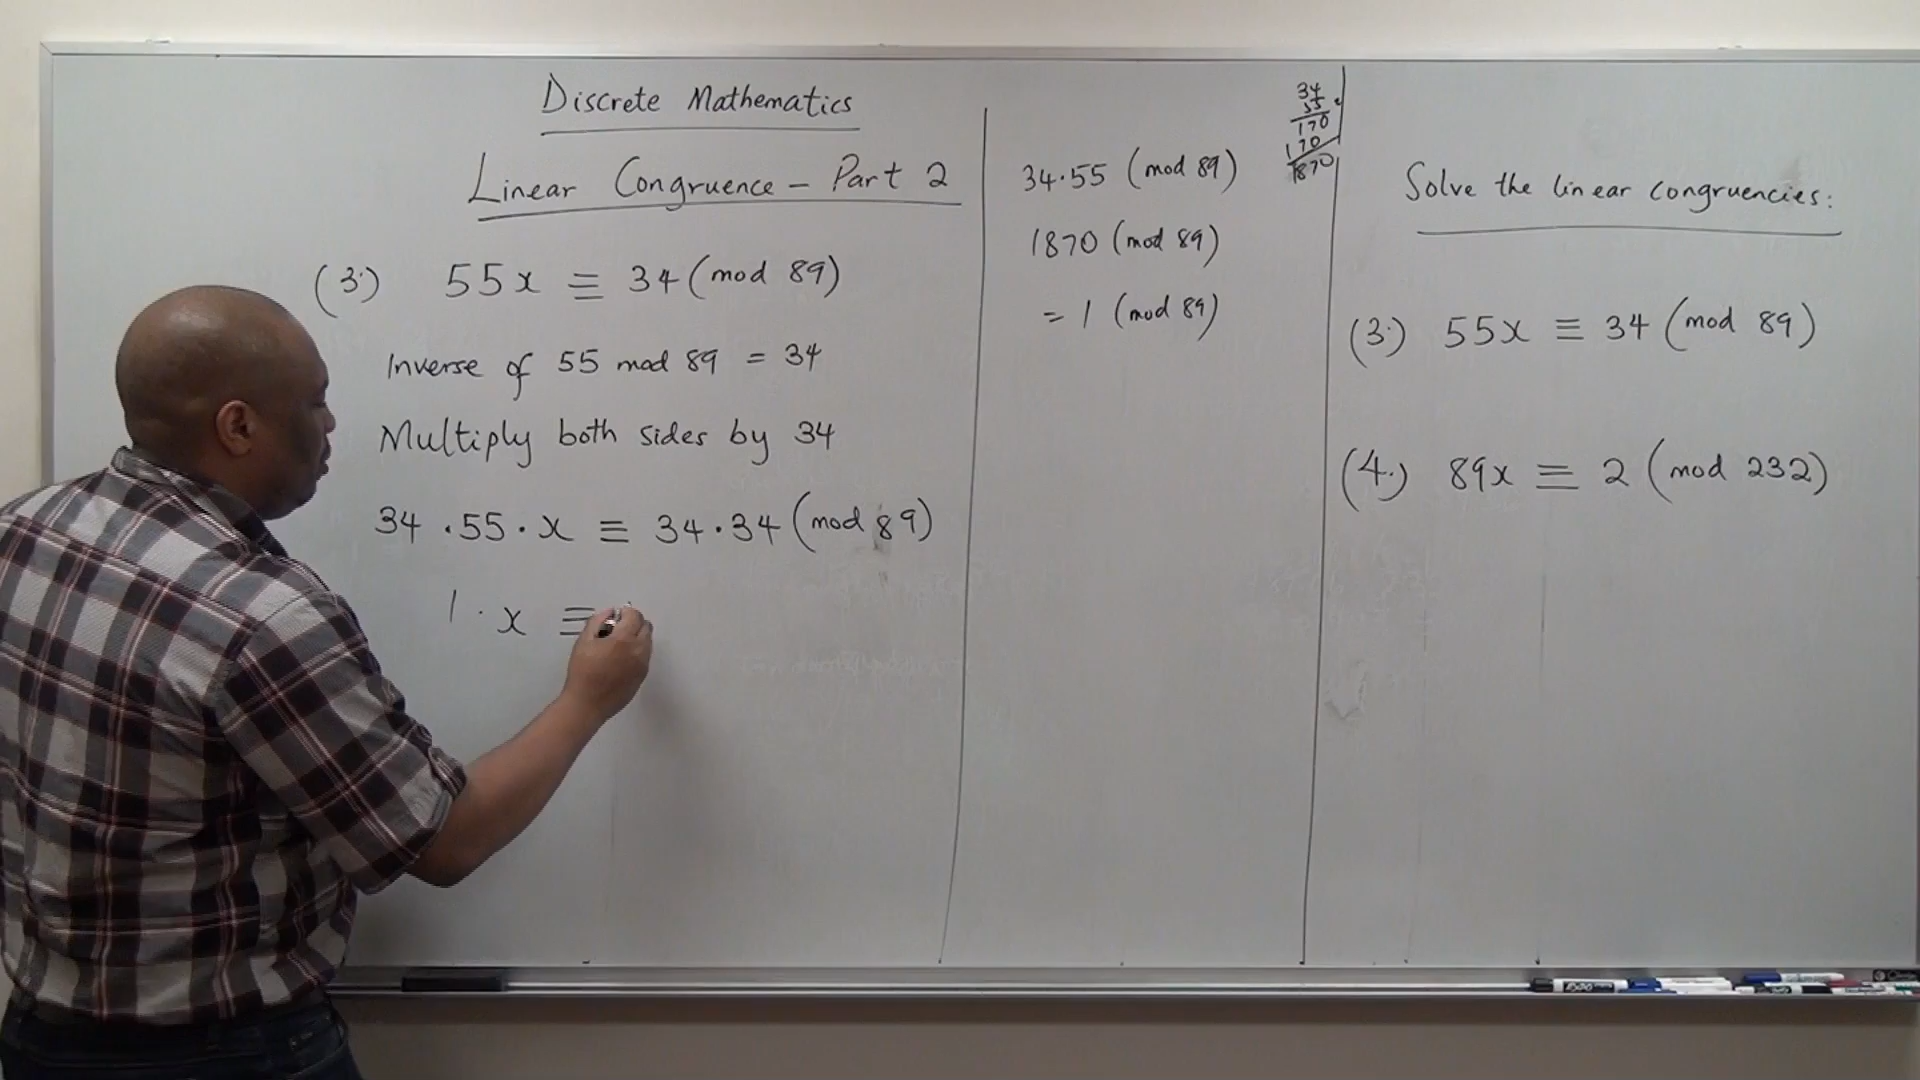 Discrete Mathematics
Linear Congruence - Part 2
(3.) 55x ≡ 34 (mod 89)
Inverse of 55 mod 89 = 34
Multiply both sides by 34
34 · 55 · x ≡ 34 · 34 (mod 89)
1 · x ≡
34·55 (mod 89)
1870 (mod 89)
= 1 (mod 89)
34
55
170
170
1870
Solve the linear congruencies:
(3.) 55x ≡ 34 (mod 89)
(4.) 89x ≡ 2 (mod 232)
EXPO